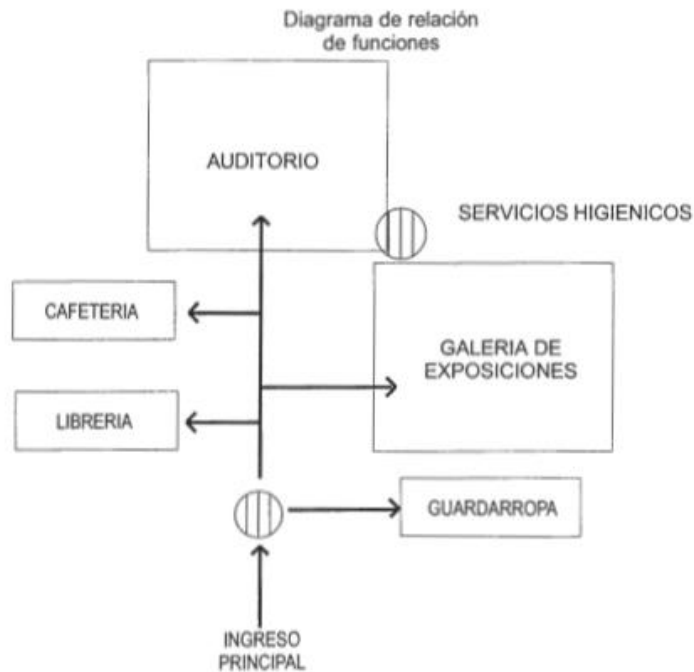 Diagrama de relación
de funciones
AUDITORIO
SERVICIOS HIGIENICOS
CAFETERIA
GALERIA DE
EXPOSICIONES
LIBRERIA
GUARDARROPA
INGRESO
PRINCIPAL